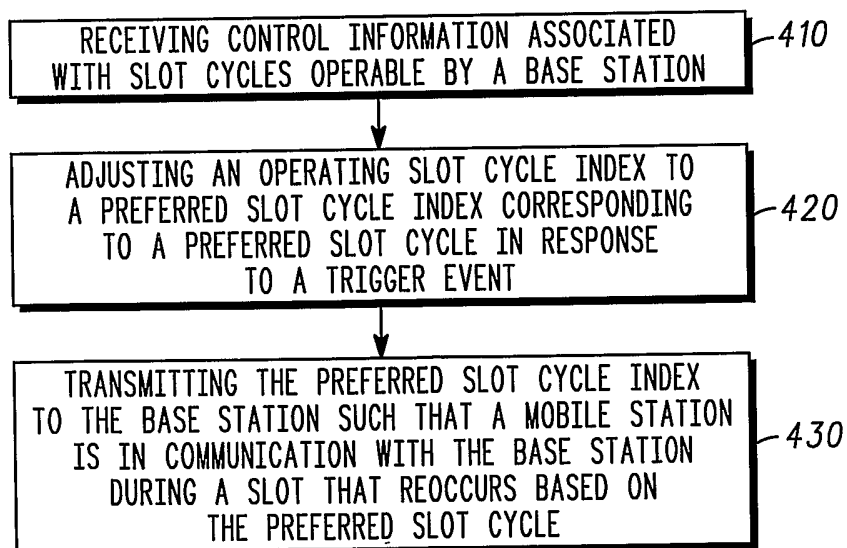 RECEIVING CONTROL INFORMATION ASSOCIATED
WITH SLOT CYCLES OPERABLE BY A BASE STATION
410
ADJUSTING AN OPERATING SLOT CYCLE INDEX TO
A PREFERRED SLOT CYCLE INDEX CORRESPONDING
TO A PREFERRED SLOT CYCLE IN RESPONSE
TO A TRIGGER EVENT
420
TRANSMITTING THE PREFERRED SLOT CYCLE INDEX
TO THE BASE STATION SUCH THAT A MOBILE STATION
IS IN COMMUNICATION WITH THE BASE STATION
DURING A SLOT THAT REOCCURS BASED ON
THE PREFERRED SLOT CYCLE
430